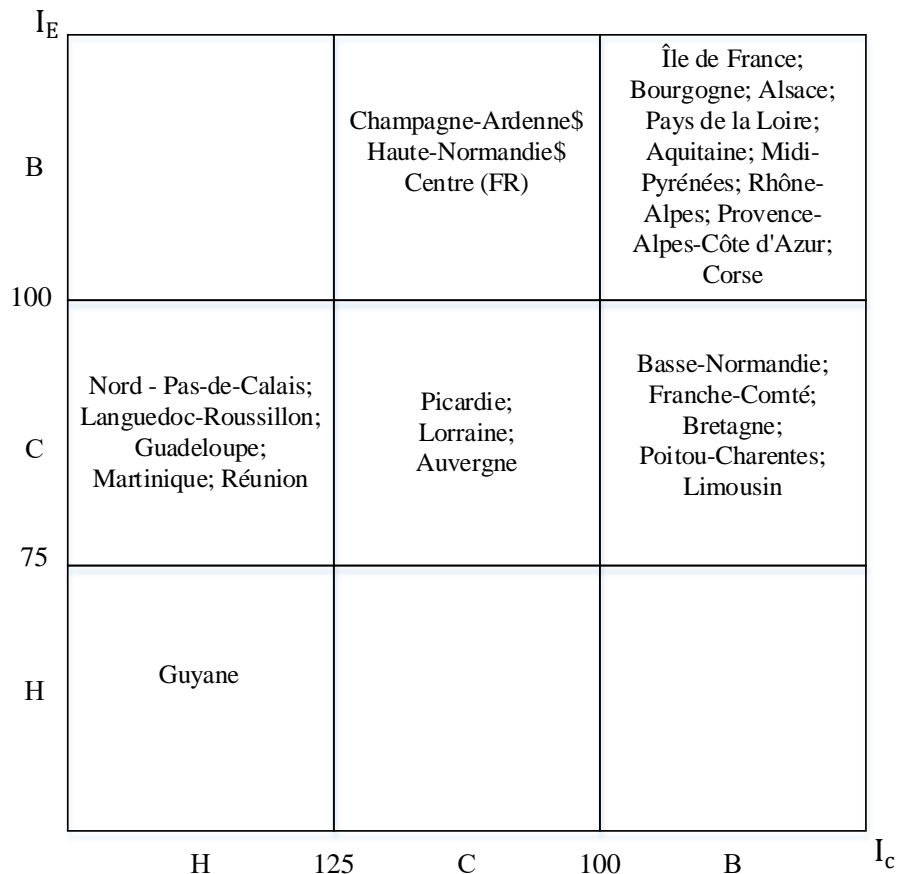 I_E
B
Champagne-Ardenne$
Haute-Normandie$
Centre (FR)
Île de France;
Bourgogne; Alsace;
Pays de la Loire;
Aquitaine; Midi-
Pyrénées; Rhône-
Alpes; Provence-
Alpes-Côte d'Azur;
Corse
100
C
Nord - Pas-de-Calais;
Languedoc-Roussillon;
Guadeloupe;
Martinique; Réunion
Picardie;
Lorraine;
Auvergne
Basse-Normandie;
Franche-Comté;
Bretagne;
Poitou-Charentes;
Limousin
75
H
Guyane
H 125 C 100 B I_c